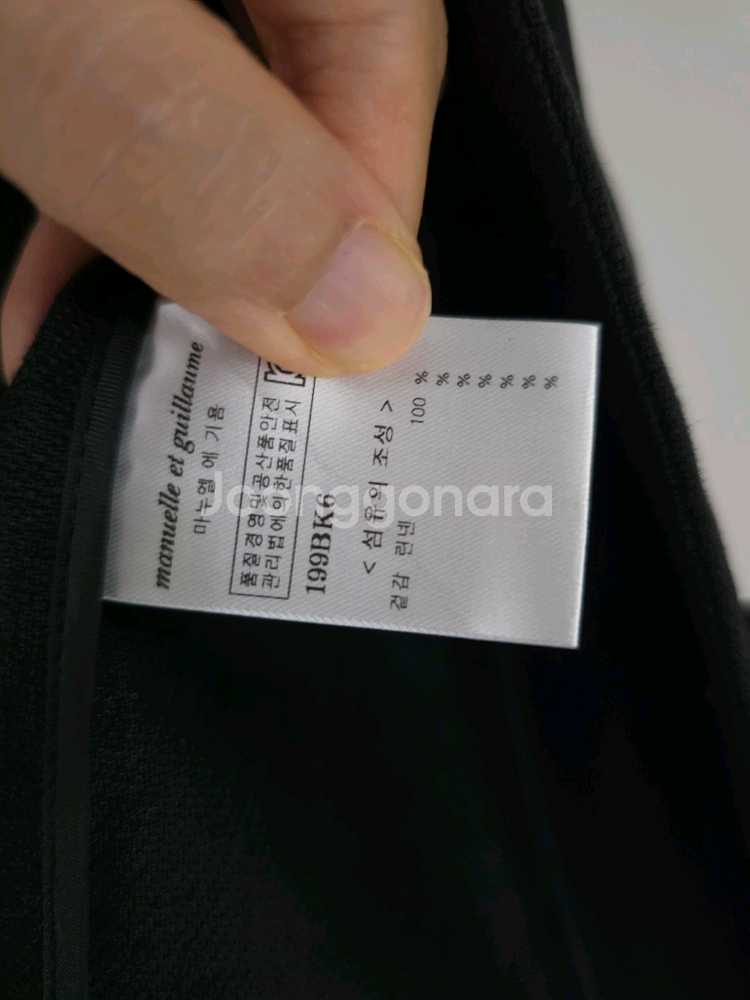 manuelle et guillaume
마누엘 에 기욤
품질경영및공산품안전
관리법에의한품질표시
199BK6
< 섬유의 조성 >
겉감 린넨 100 %
%
%
%
%
%
%
Joonggonara